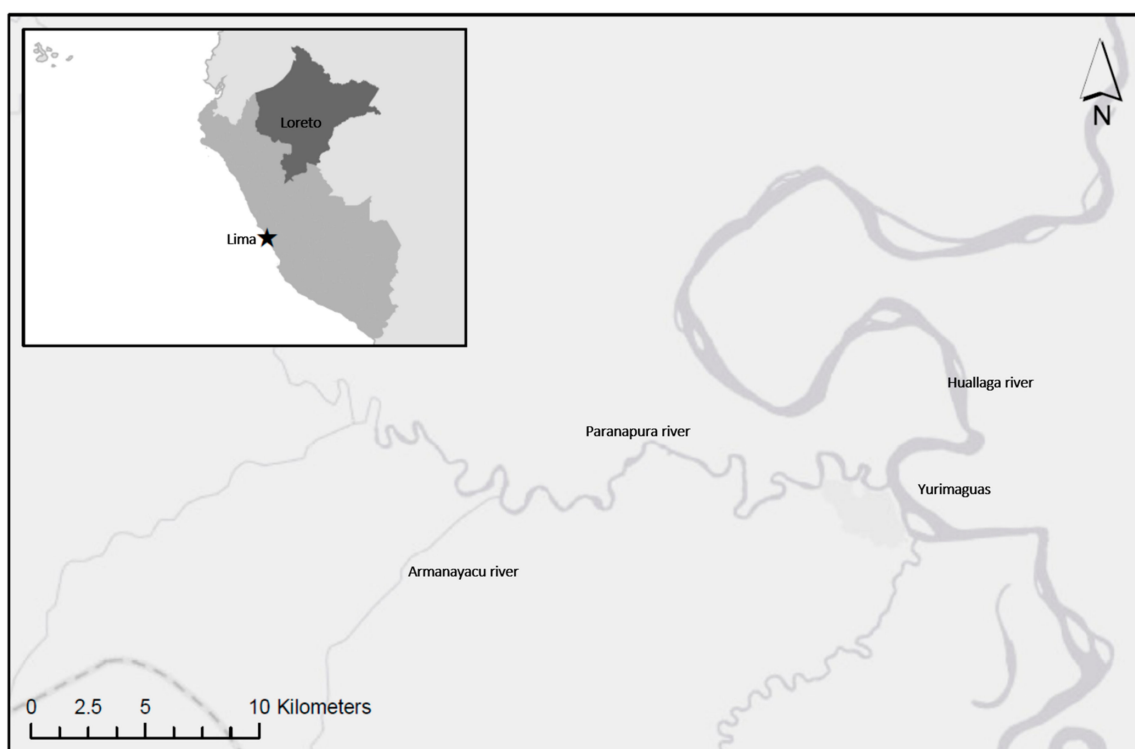 Loreto
Lima
N
Huallaga river
Paranapura river
Yurimaguas
Armanayacu river
0 2.5 5 10 Kilometers